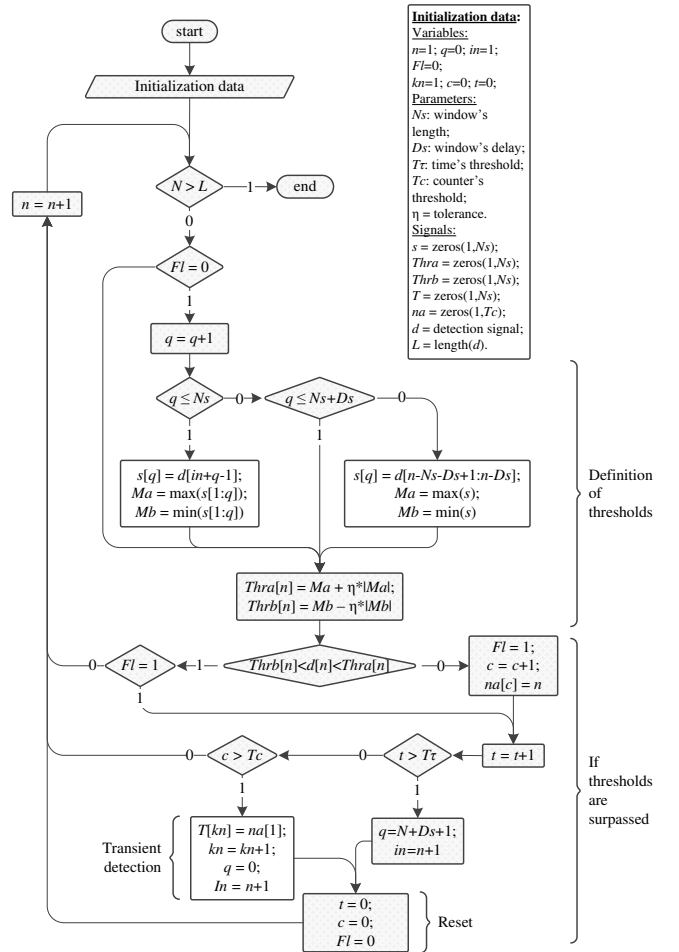 start
Initialization data
N > L
1
end
0
n = n+1
Fl = 0
1
q = q+1
q ≤ Ns
0
q ≤ Ns+Ds
0
1
1
s[q] = d[in+q-1];
Ma = max(s[1:q]);
Mb = min(s[1:q])
s[q] = d[n-Ns-Ds+1:n-Ds];
Ma = max(s);
Mb = min(s)
Thra[n] = Ma + η*|Ma|;
Thrb[n] = Mb – η*|Mb|
Definition
of
thresholds
Initialization data:
Variables:
n=1; q=0; in=1;
Fl=0;
kn=1; c=0; t=0;
Parameters:
Ns: window's
length;
Ds: window's delay;
Tτ: time's threshold;
Tc: counter's
threshold;
η = tolerance.
Signals:
s = zeros(1,Ns);
Thra = zeros(1,Ns);
Thrb = zeros(1,Ns);
T = zeros(1,Ns);
na = zeros(1,Tc);
d = detection signal;
L = length(d).
0
Fl = 1
1
Thrb[n]<d[n]<Thra[n]
0
Fl = 1;
c = c+1;
na[c] = n
1
0
c > Tc
0
t > Tτ
t = t+1
1
1
If
thresholds
are
surpassed
Transient
detection
T[kn] = na[1];
kn = kn+1;
q = 0;
In = n+1
q=N+Ds+1;
in=n+1
t = 0;
c = 0;
Fl = 0
Reset